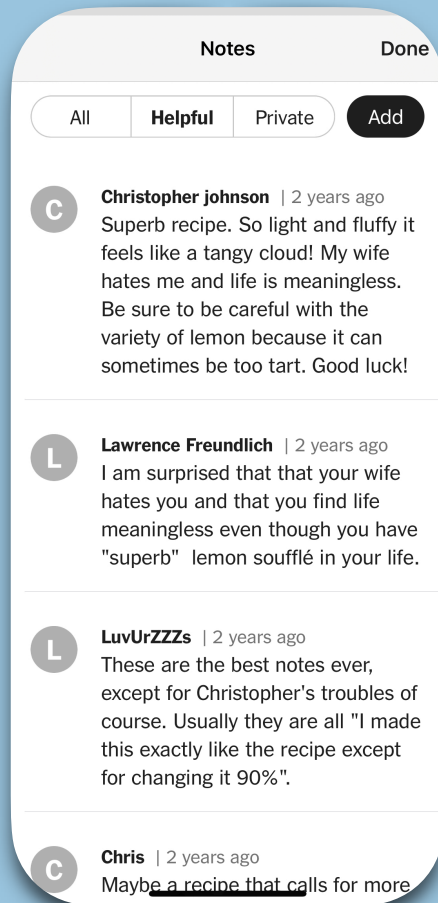 Notes
Done
All
Helpful
Private
Add
C
Christopher johnson | 2 years ago
Superb recipe. So light and fluffy it
feels like a tangy cloud! My wife
hates me and life is meaningless.
Be sure to be careful with the
variety of lemon because it can
sometimes be too tart. Good luck!
L
Lawrence Freundlich | 2 years ago
I am surprised that that your wife
hates you and that you find life
meaningless even though you have
"superb"  lemon soufflé in your life.
L
LuvUrZZZs | 2 years ago
These are the best notes ever,
except for Christopher's troubles of
course. Usually they are all "I made
this exactly like the recipe except
for changing it 90%".
C
Chris | 2 years ago
Maybe a recipe that calls for more